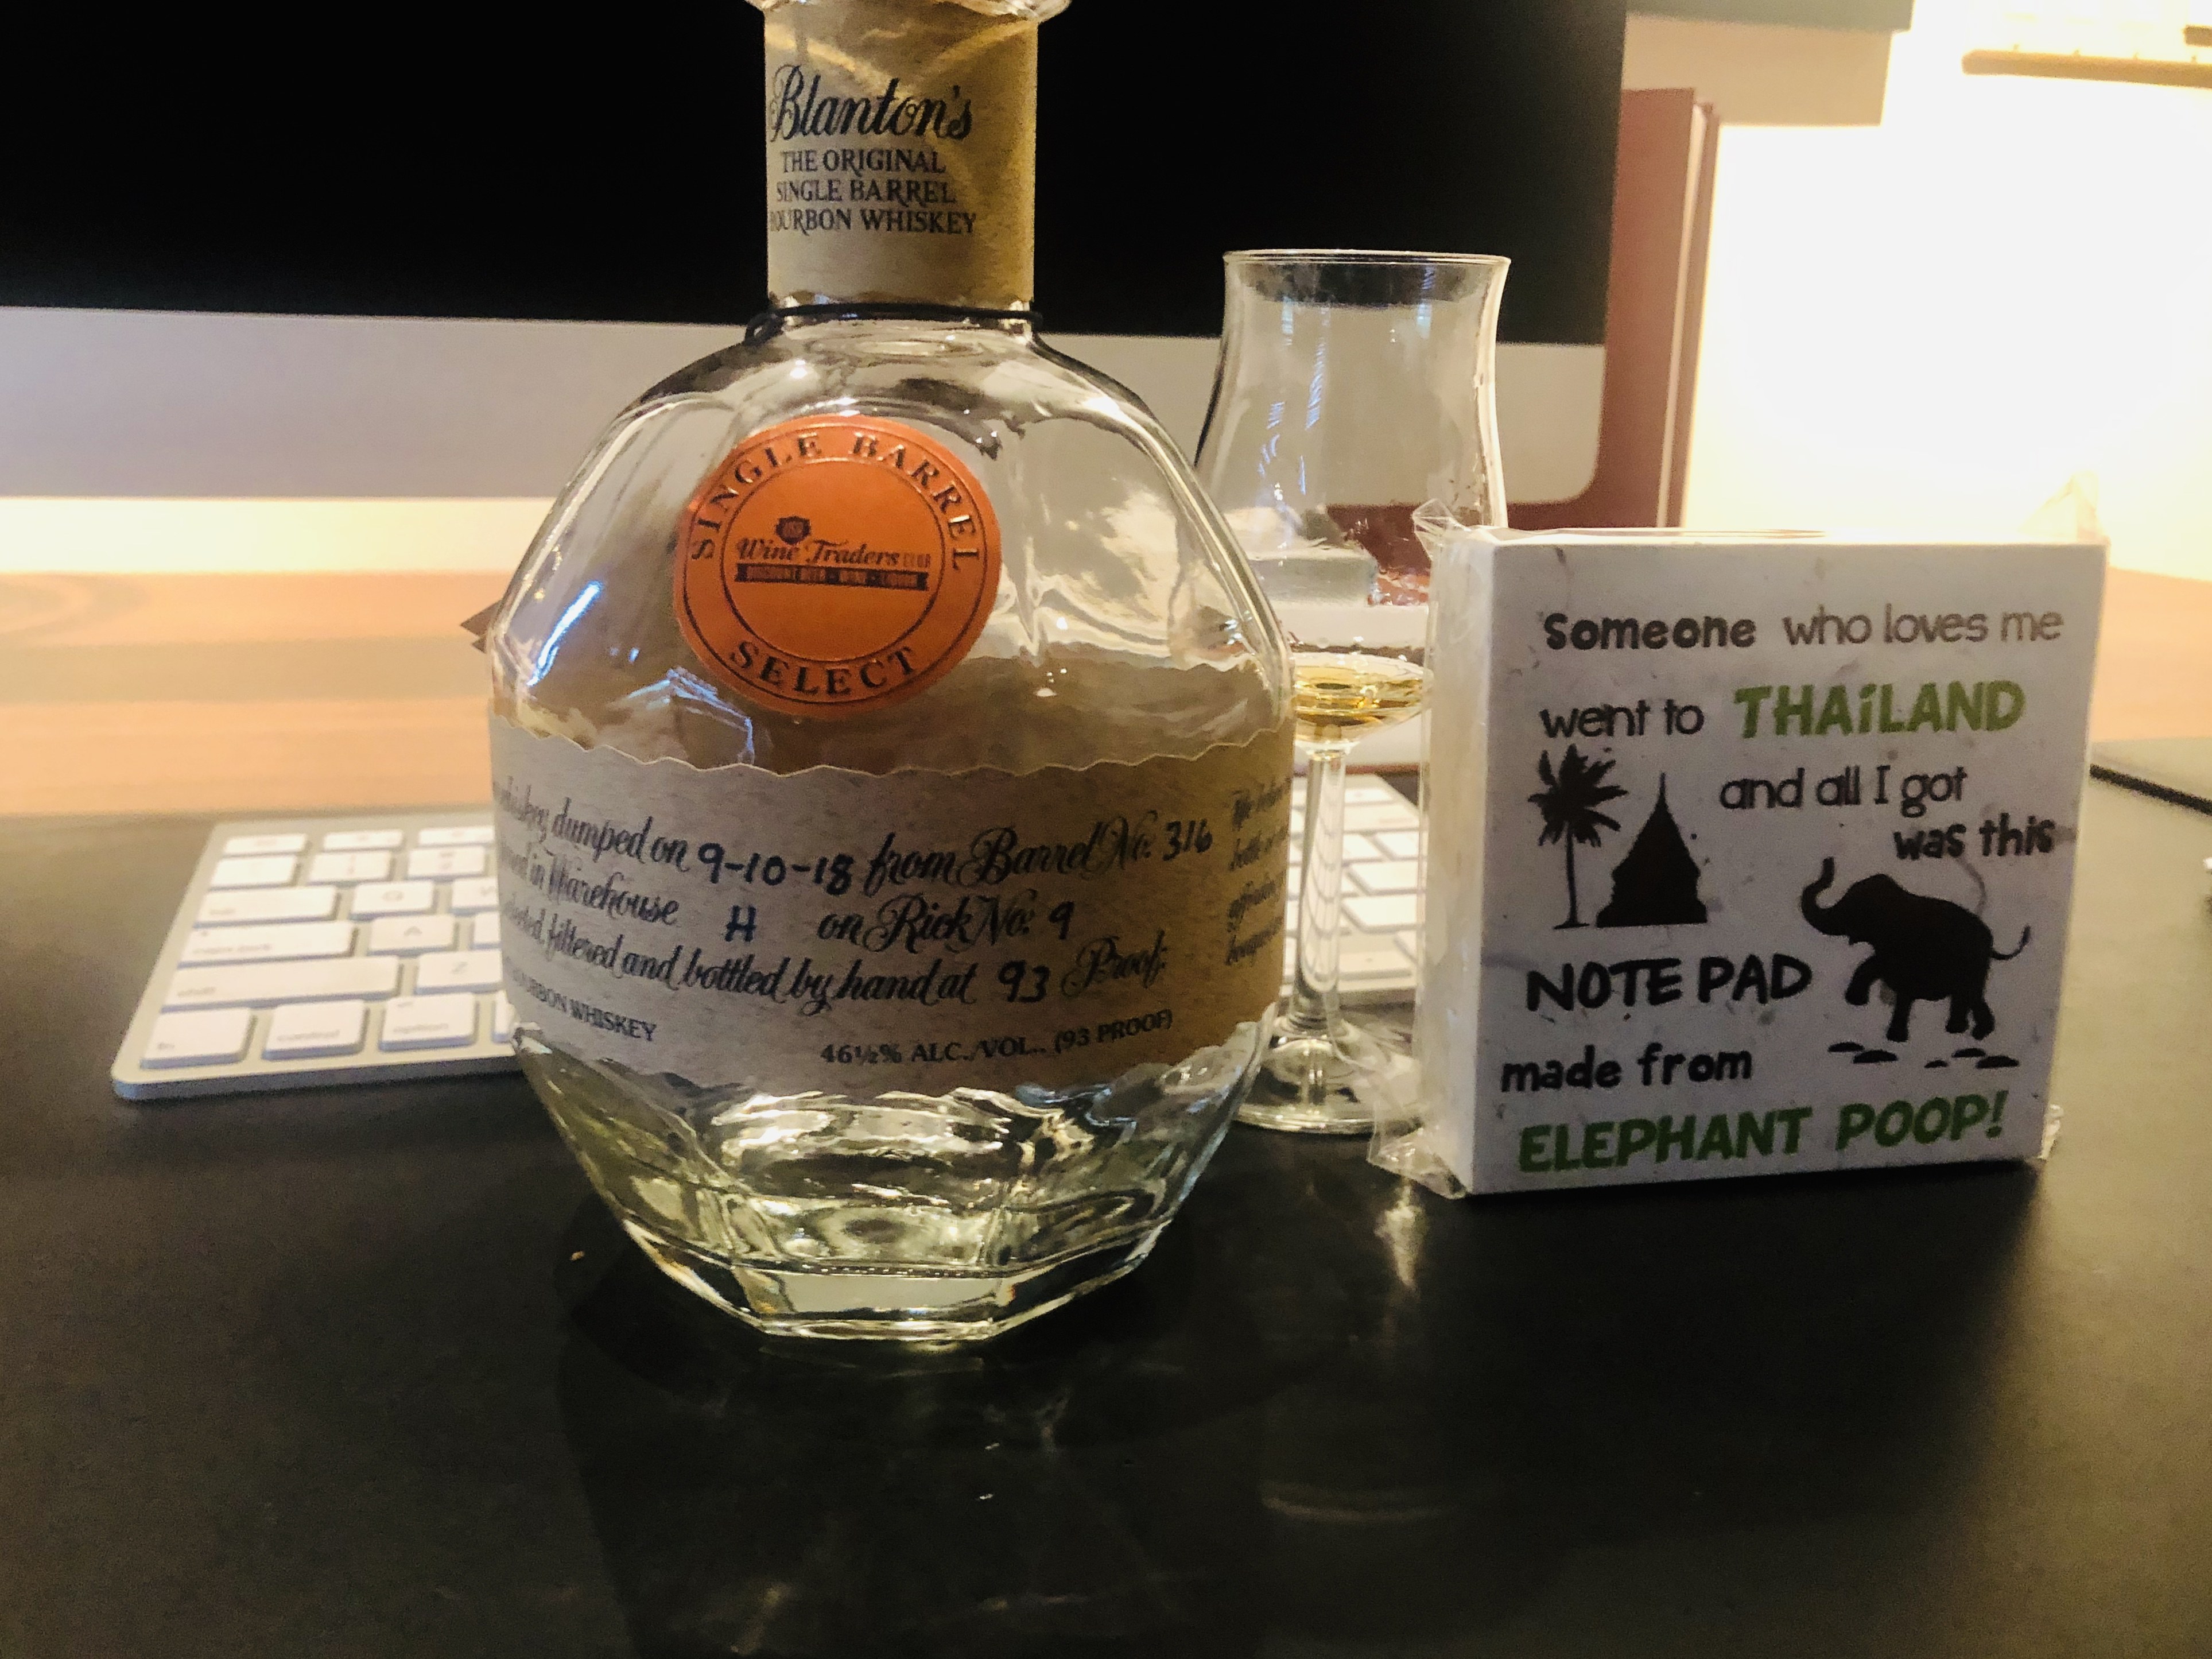 Blanton's
THE ORIGINAL
SINGLE BARREL
BOURBON WHISKEY
SINGLE BARREL
Wine Traders
SELECT
whiskey dumped on 9-10-18 from Barrel No. 316
in Warehouse H on Rick No. 9
filtered and bottled by hand at 93 Proof.
BOURBON WHISKEY
46½% ALC./VOL.. (93 PROOF)
Someone who loves me
went to THAiLAND
and all I got
was this
NOTE PAD
made from
ELEPHANT POOP!